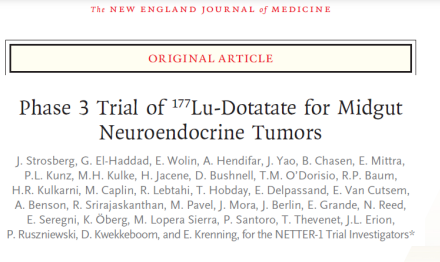 The NEW ENGLAND JOURNAL of MEDICINE
ORIGINAL ARTICLE
Phase 3 Trial of ¹⁷⁷Lu-Dotatate for Midgut
Neuroendocrine Tumors
J. Strosberg, G. El-Haddad, E. Wolin, A. Hendifar, J. Yao, B. Chasen, E. Mittra,
P.L. Kunz, M.H. Kulke, H. Jacene, D. Bushnell, T.M. O'Dorisio, R.P. Baum,
H.R. Kulkarni, M. Caplin, R. Lebtahi, T. Hobday, E. Delpassand, E. Van Cutsem,
A. Benson, R. Srirajaskanthan, M. Pavel, J. Mora, J. Berlin, E. Grande, N. Reed,
E. Seregni, K. Öberg, M. Lopera Sierra, P. Santoro, T. Thevenet, J.L. Erion,
P. Ruszniewski, D. Kwekkeboom, and E. Krenning, for the NETTER-1 Trial Investigators*